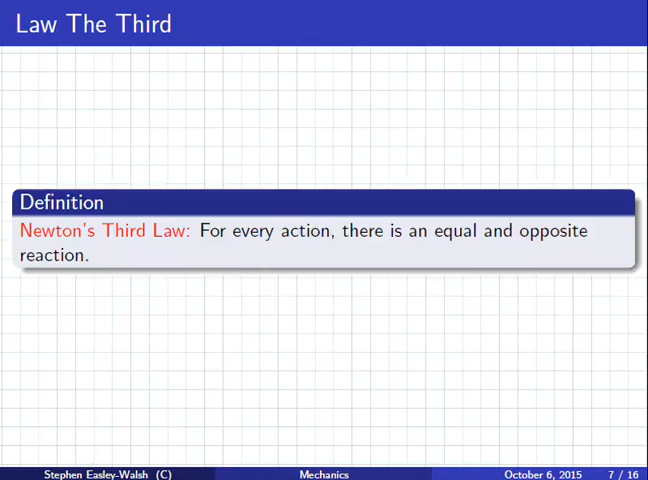 Law The Third
Definition
Newton's Third Law: For every action, there is an equal and opposite
reaction.
Stephen Easley-Walsh (C) Mechanics October 6, 2015 7 / 16